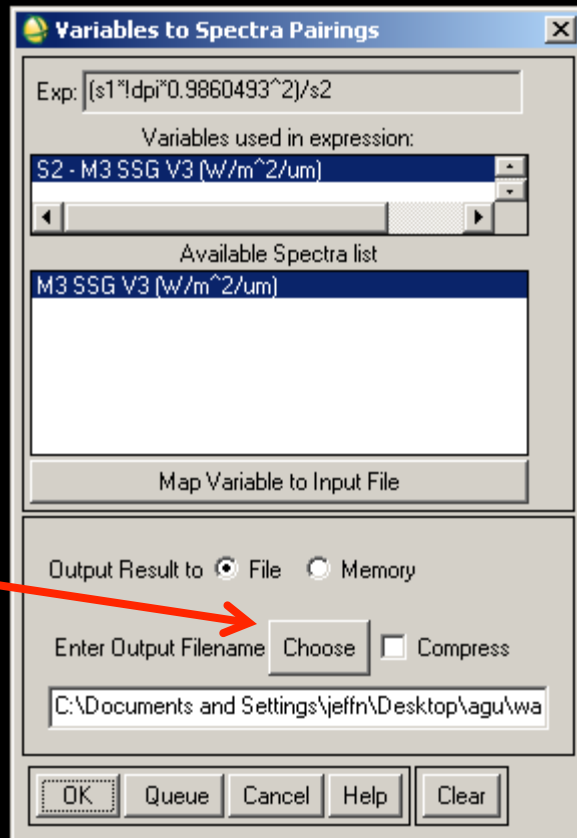 Variables to Spectra Pairings
Exp: (s1*!dpi*0.9860493^2)/s2
Variables used in expression:
S2 - M3 SSG V3 (W/m^2/um)
Available Spectra list
M3 SSG V3 (W/m^2/um)
Map Variable to Input File
Output Result to File Memory
Enter Output Filename Choose Compress
C:\Documents and Settings\jeffn\Desktop\agu\wa
OK Queue Cancel Help Clear